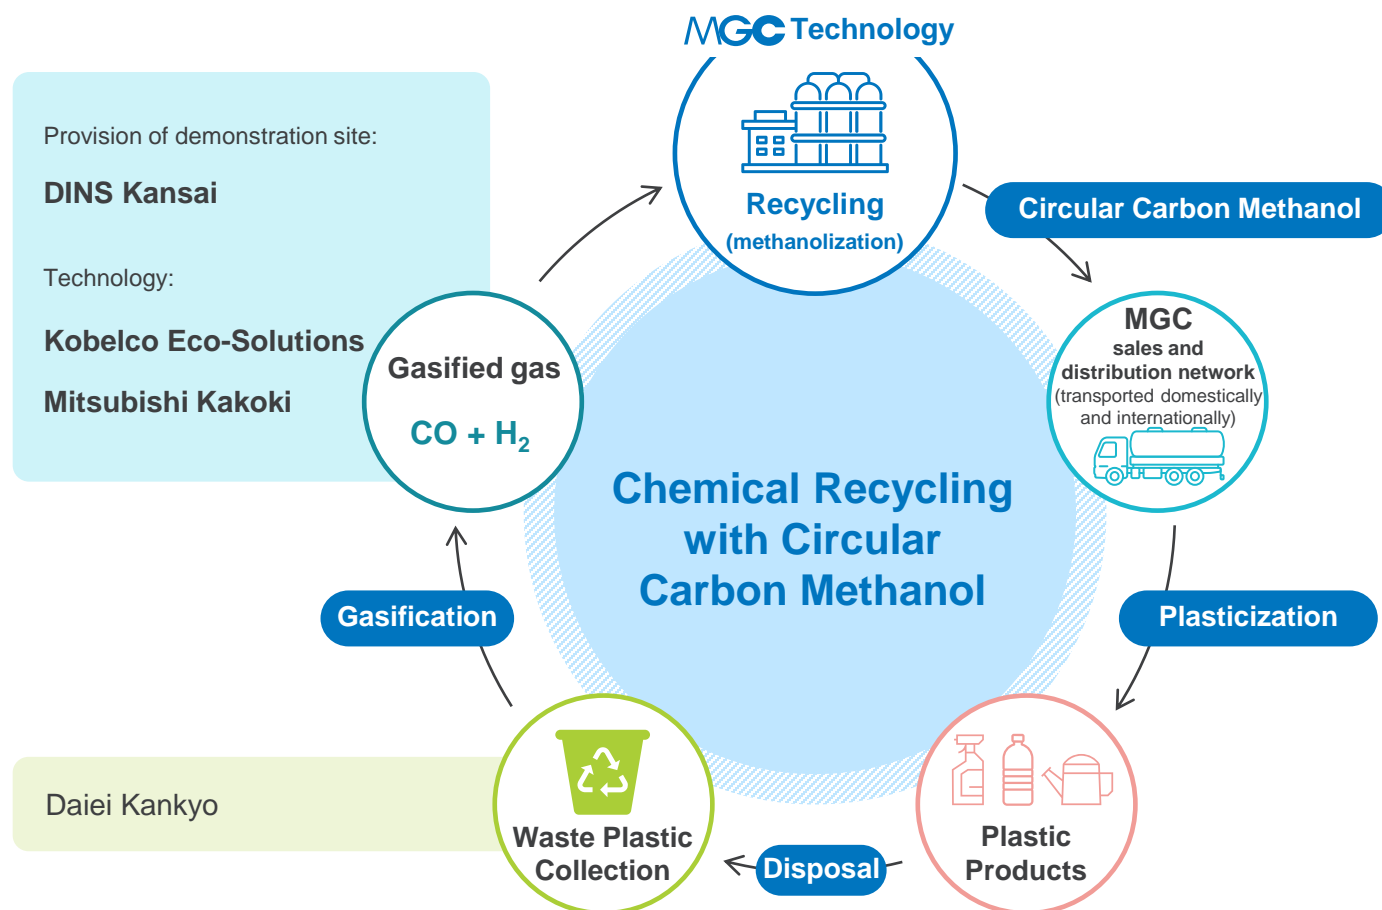 MGC Technology
Provision of demonstration site:
DINS Kansai
Technology:
Kobelco Eco-Solutions
Mitsubishi Kakoki
Recycling
(methanolization)
Circular Carbon Methanol
MGC
sales and
distribution network
(transported domestically
and internationally)
Gasified gas
CO + H₂
Chemical Recycling
with Circular
Carbon Methanol
Gasification
Plasticization
Daiei Kankyo
Waste Plastic
Collection
Disposal
Plastic
Products